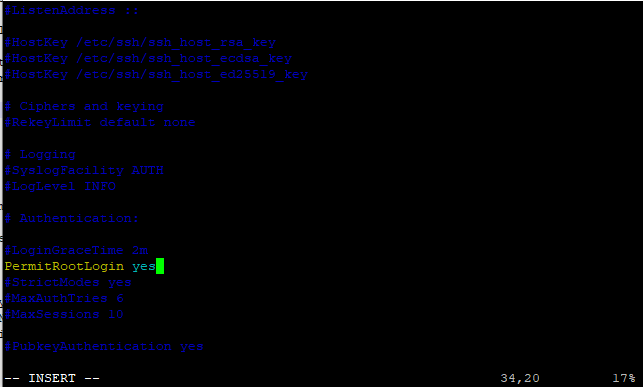 #ListenAddress ::
#HostKey /etc/ssh/ssh_host_rsa_key
#HostKey /etc/ssh/ssh_host_ecdsa_key
#HostKey /etc/ssh/ssh_host_ed25519_key
# Ciphers and keying
#RekeyLimit default none
# Logging
#SyslogFacility AUTH
#LogLevel INFO
# Authentication:
#LoginGraceTime 2m
PermitRootLogin yes
#StrictModes yes
#MaxAuthTries 6
#MaxSessions 10
#PubkeyAuthentication yes
-- INSERT -- 34,20 17%